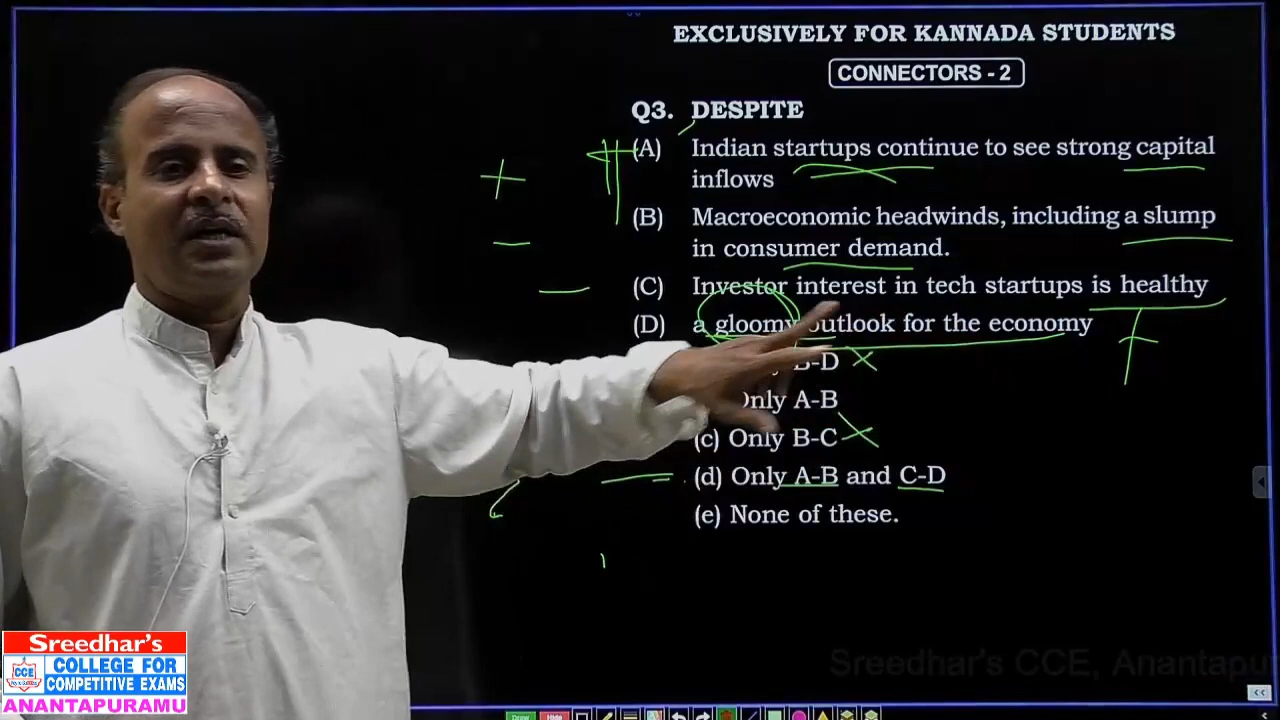 EXCLUSIVELY FOR KANNADA STUDENTS
CONNECTORS - 2
Q3. DESPITE
(A) Indian startups continue to see strong capital
inflows
(B) Macroeconomic headwinds, including a slump
in consumer demand.
(C) Investor interest in tech startups is healthy
(D) a gloomy outlook for the economy
B-D
Only A-B
(c) Only B-C
(d) Only A-B and C-D
(e) None of these.
Sreedhar's CCE, Anantapur
Sreedhar's
CCE
COLLEGE FOR
COMPETITIVE EXAMS
ANANTAPURAMU